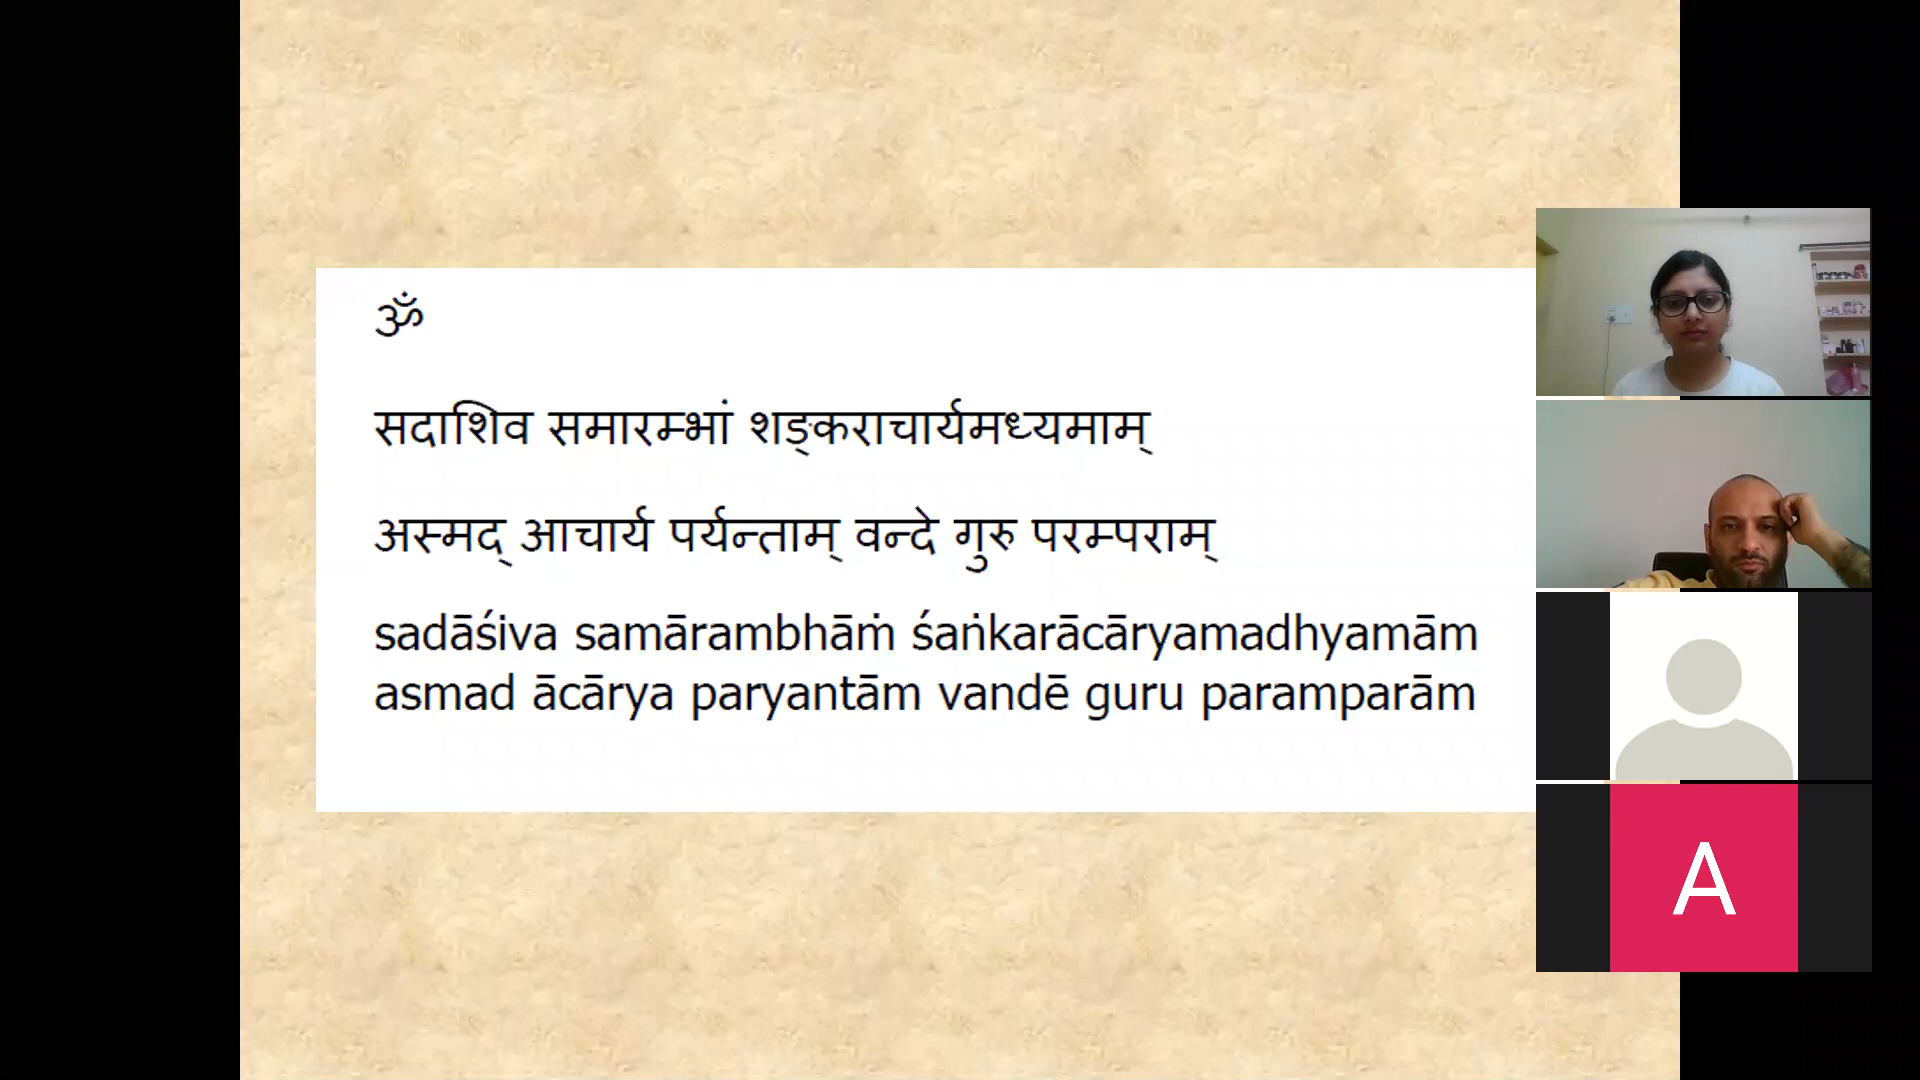 ॐ
सदाशिव समारम्भां शङ्कराचार्यमध्यमाम्
अस्मद् आचार्य पर्यन्ताम् वन्दे गुरु परम्पराम्
sadāśiva samārambhāṁ śaṅkarācāryamadhyamām
asmad ācārya paryantām vandē guru paramparām
A